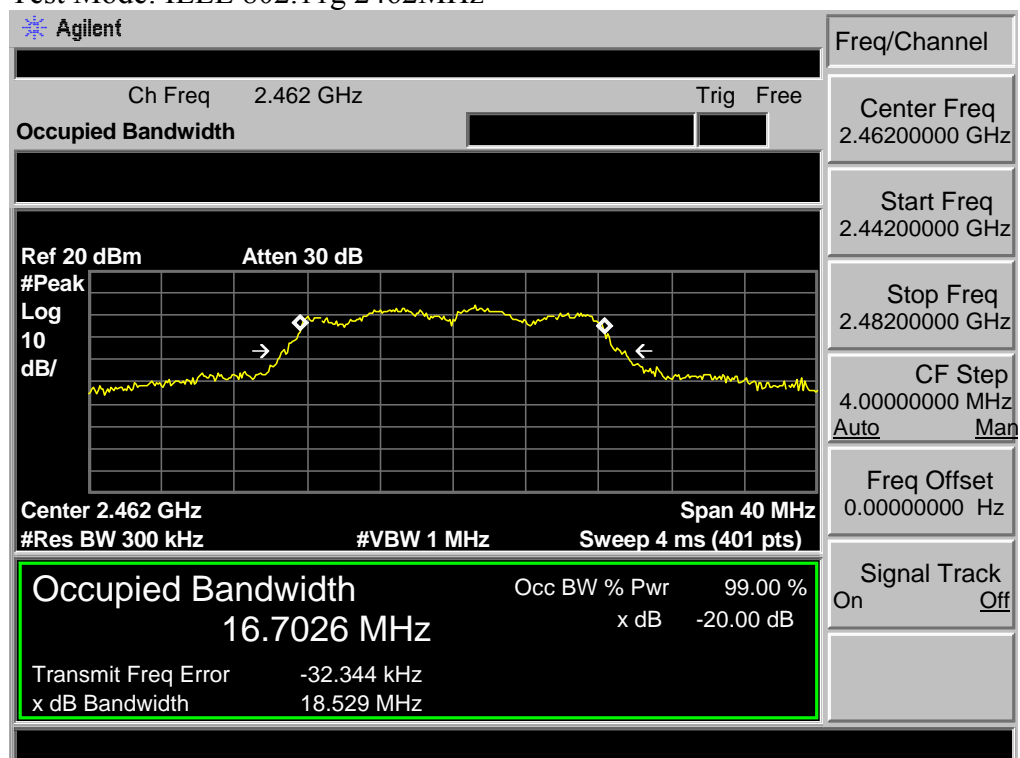 Test Mode: IEEE 802.11g 2462MHz
Agilent
Freq/Channel
Ch Freq 2.462 GHz Trig Free
Occupied Bandwidth
Center Freq
2.46200000 GHz
Start Freq
2.44200000 GHz
Ref 20 dBm Atten 30 dB
#Peak
Log
10
dB/
Stop Freq
2.48200000 GHz
CF Step
4.00000000 MHz
Auto Man
Freq Offset
0.00000000 Hz
Center 2.462 GHz Span 40 MHz
#Res BW 300 kHz #VBW 1 MHz Sweep 4 ms (401 pts)
Signal Track
On Off
Occupied Bandwidth
16.7026 MHz
Occ BW % Pwr 99.00 %
x dB -20.00 dB
Transmit Freq Error -32.344 kHz
x dB Bandwidth 18.529 MHz